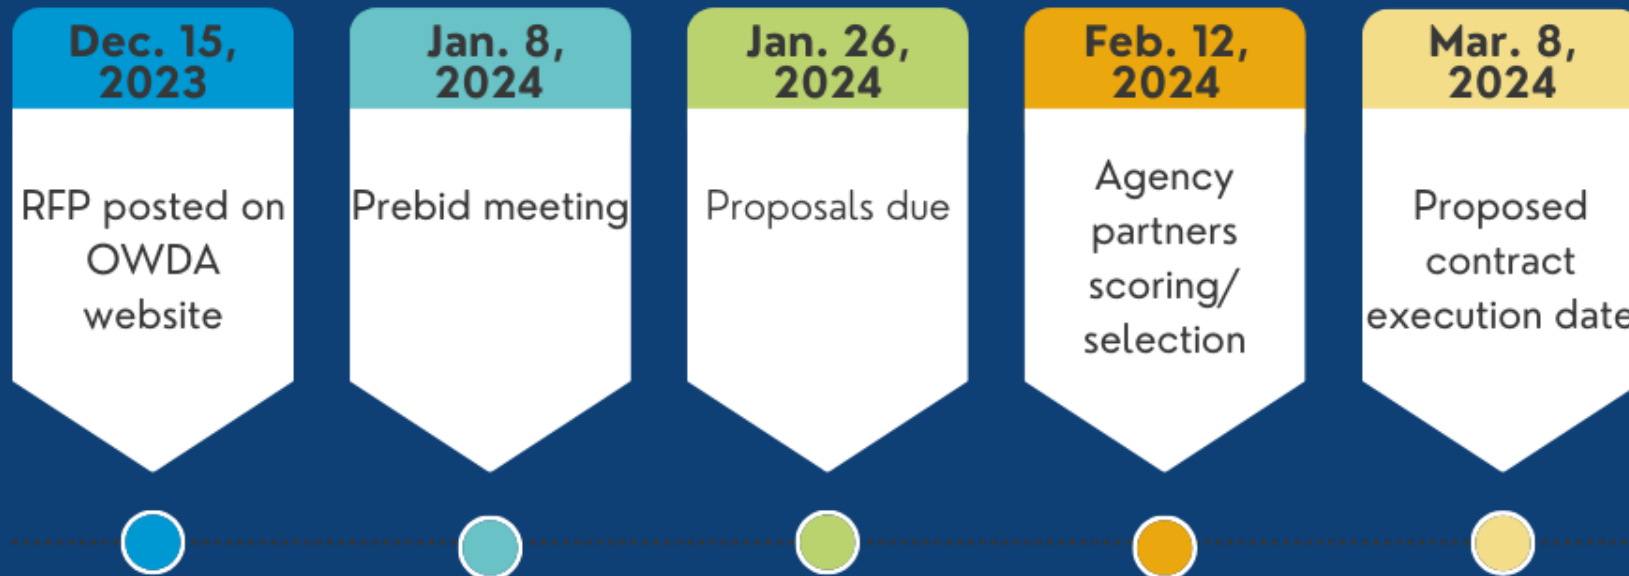 Dec. 15,
2023
RFP posted on
OWDA
website
Jan. 8,
2024
Prebid meeting
Jan. 26,
2024
Proposals due
Feb. 12,
2024
Agency
partners
scoring/
selection
Mar. 8,
2024
Proposed
contract
execution date